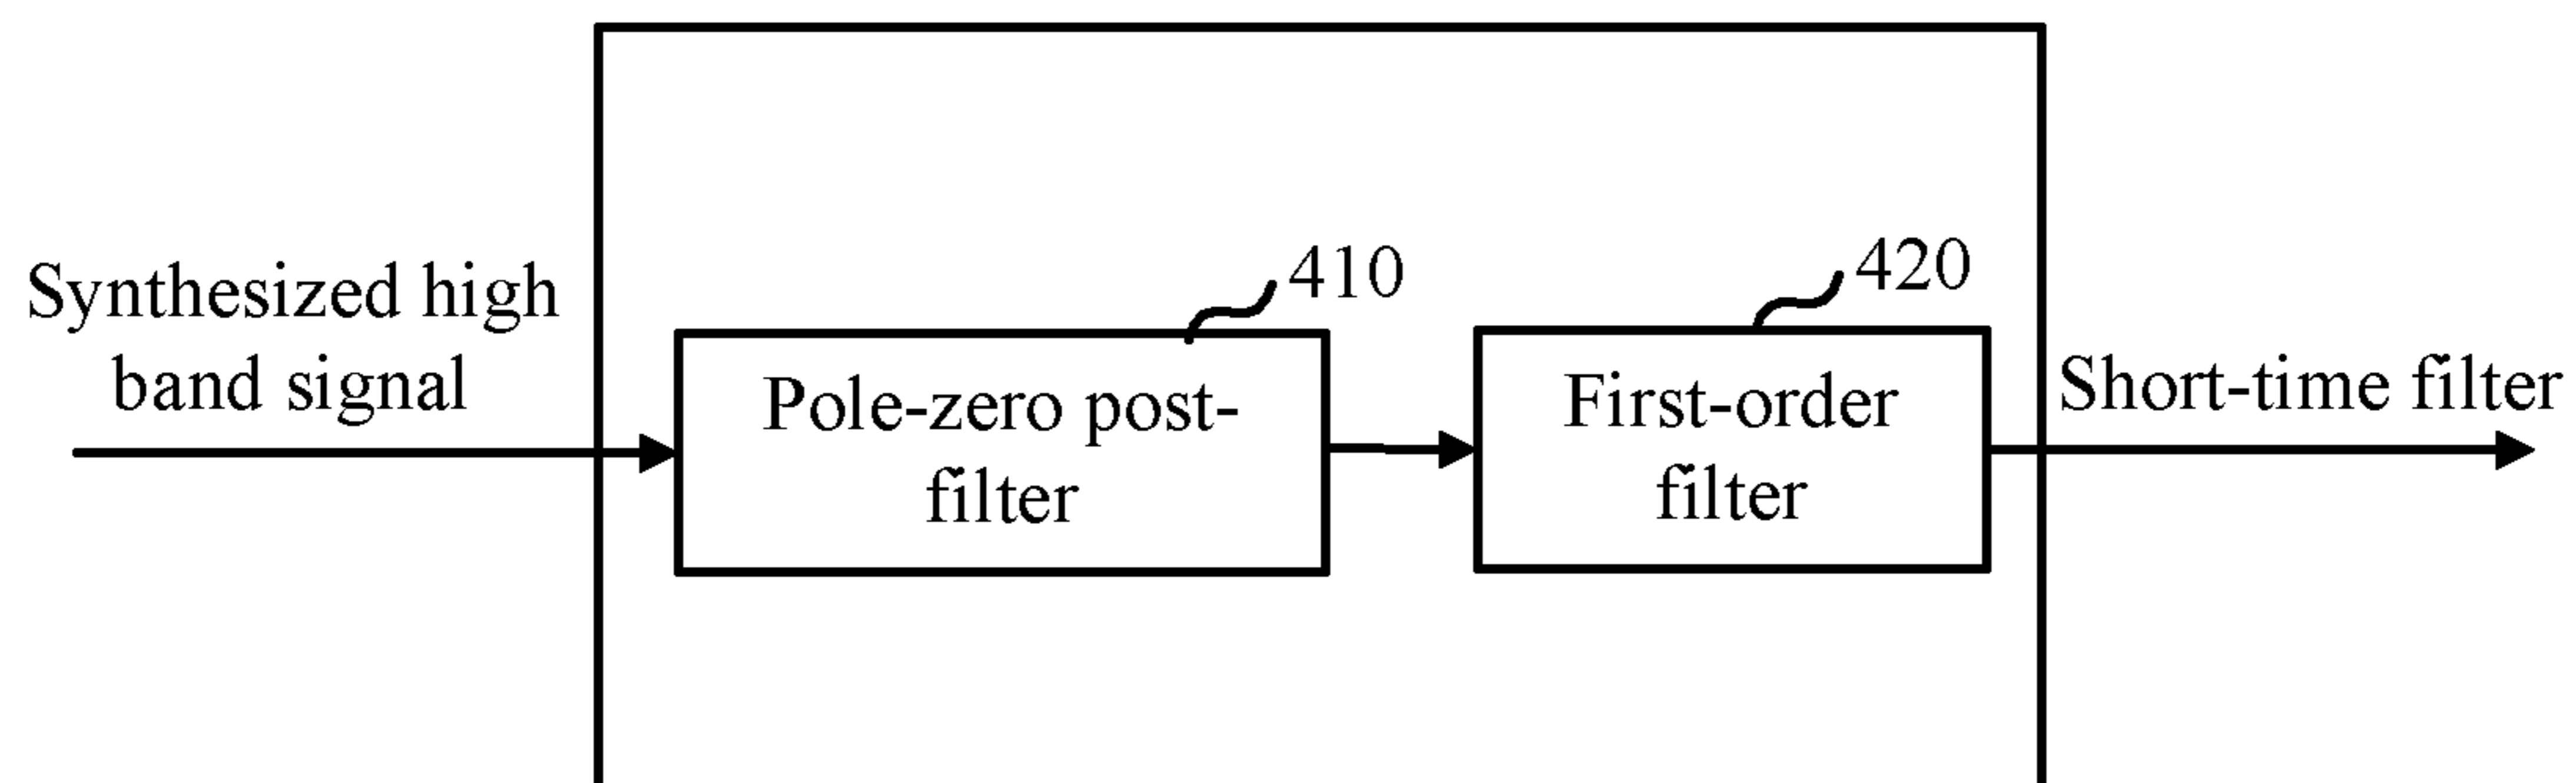 Synthesized high
band signal
410
Pole-zero post-
filter
420
First-order
filter
Short-time filter